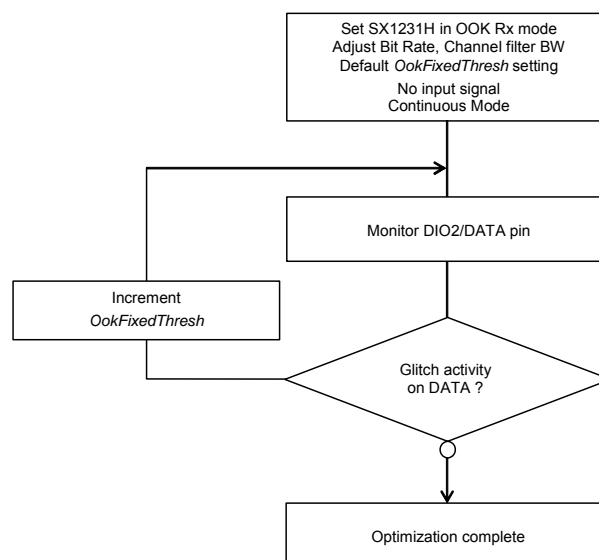 Set SX1231H in OOK Rx mode
Adjust Bit Rate, Channel filter BW
Default OokFixedThresh setting
No input signal
Continuous Mode
Monitor DIO2/DATA pin
Increment
OokFixedThresh
Glitch activity
on DATA ?
Optimization complete